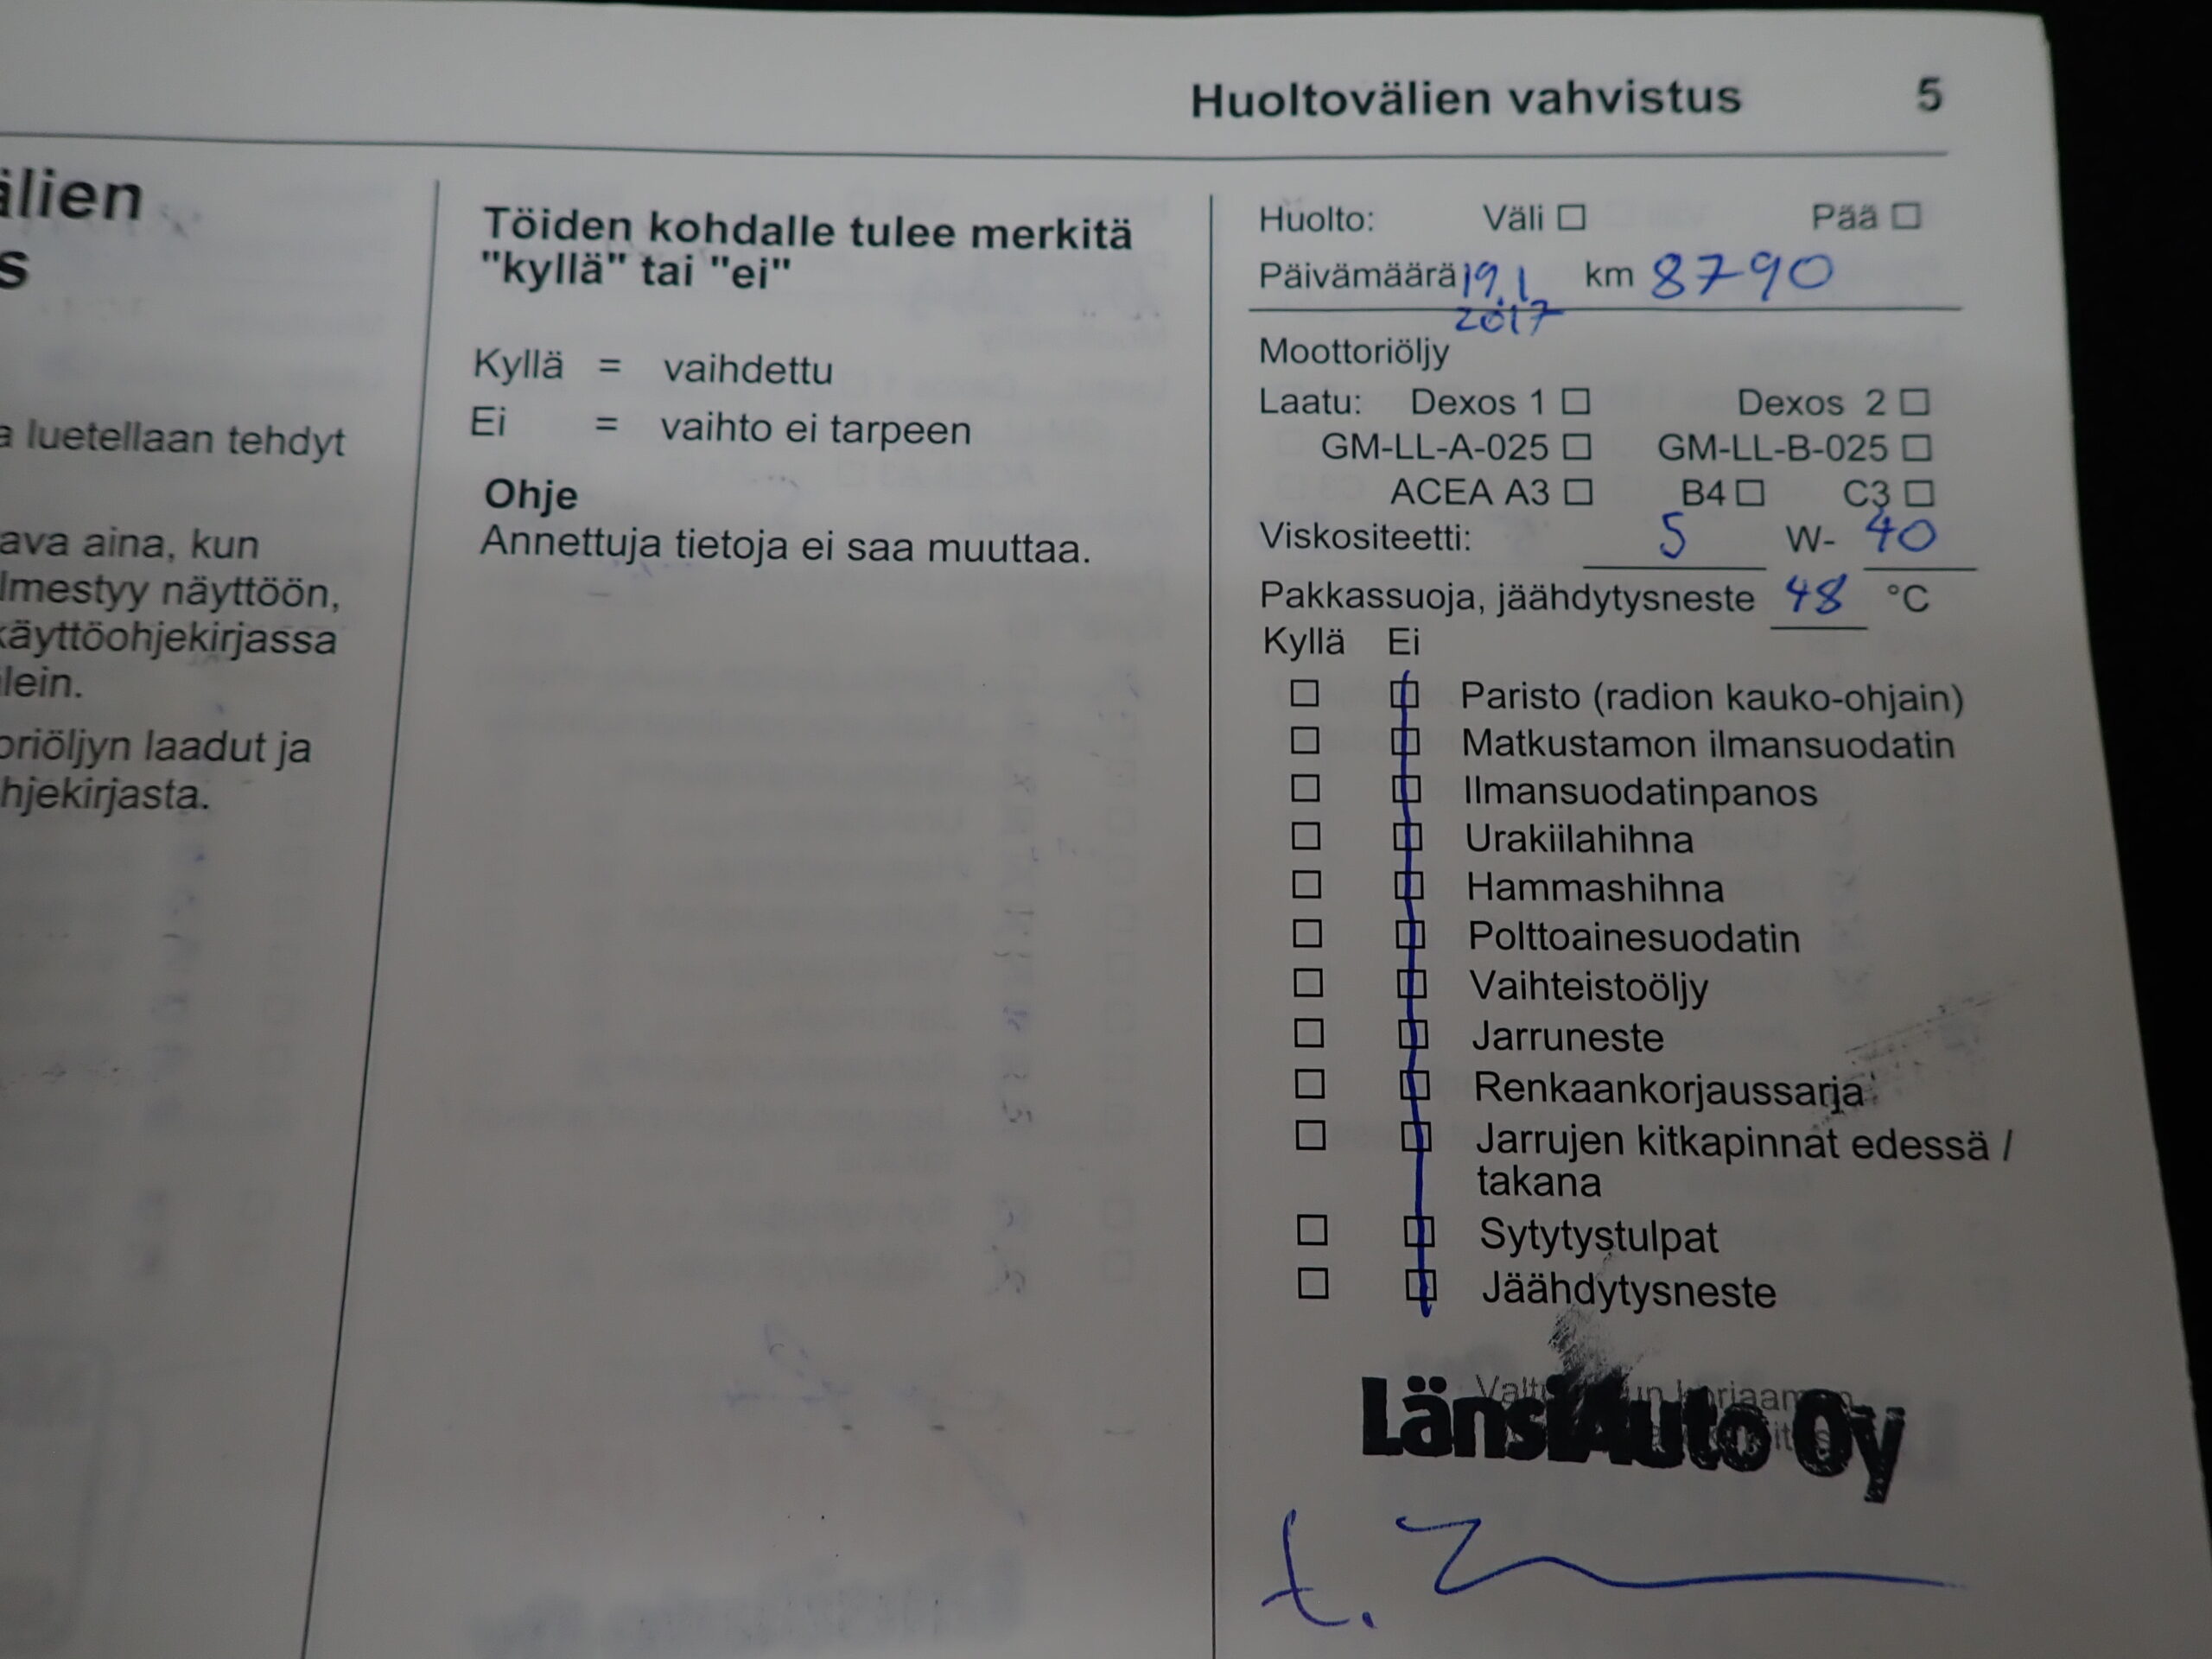 Huoltovälien vahvistus 5
älien
s
a luetellaan tehdyt
ava aina, kun
lmestyy näyttöön,
käyttöohjekirjassa
lein.
oriöljyn laadut ja
hjekirjasta.
Töiden kohdalle tulee merkitä
"kyllä" tai "ei"
Kyllä = vaihdettu
Ei = vaihto ei tarpeen
Ohje
Annettuja tietoja ei saa muuttaa.
Huolto: Väli ☐ Pää ☐
Päivämäärä 19.1 km 8790
2017
Moottoriöljy
Laatu: Dexos 1 ☐ Dexos 2 ☐
GM-LL-A-025 ☐ GM-LL-B-025 ☐
ACEA A3 ☐ B4 ☐ C3 ☐
Viskositeetti: 5 W- 40
Pakkassuoja, jäähdytysneste 48 °C
Kyllä Ei
☐ ☐ Paristo (radion kauko-ohjain)
☐ ☐ Matkustamon ilmansuodatin
☐ ☐ Ilmansuodatinpanos
☐ ☐ Urakiilahihna
☐ ☐ Hammashihna
☐ ☐ Polttoainesuodatin
☐ ☐ Vaihteistoöljy
☐ ☐ Jarruneste
☐ ☐ Renkaankorjaussarja
☐ ☐ Jarrujen kitkapinnat edessä /
takana
☐ ☐ Sytytystulpat
☐ ☐ Jäähdytysneste
LänsiAuto Oy